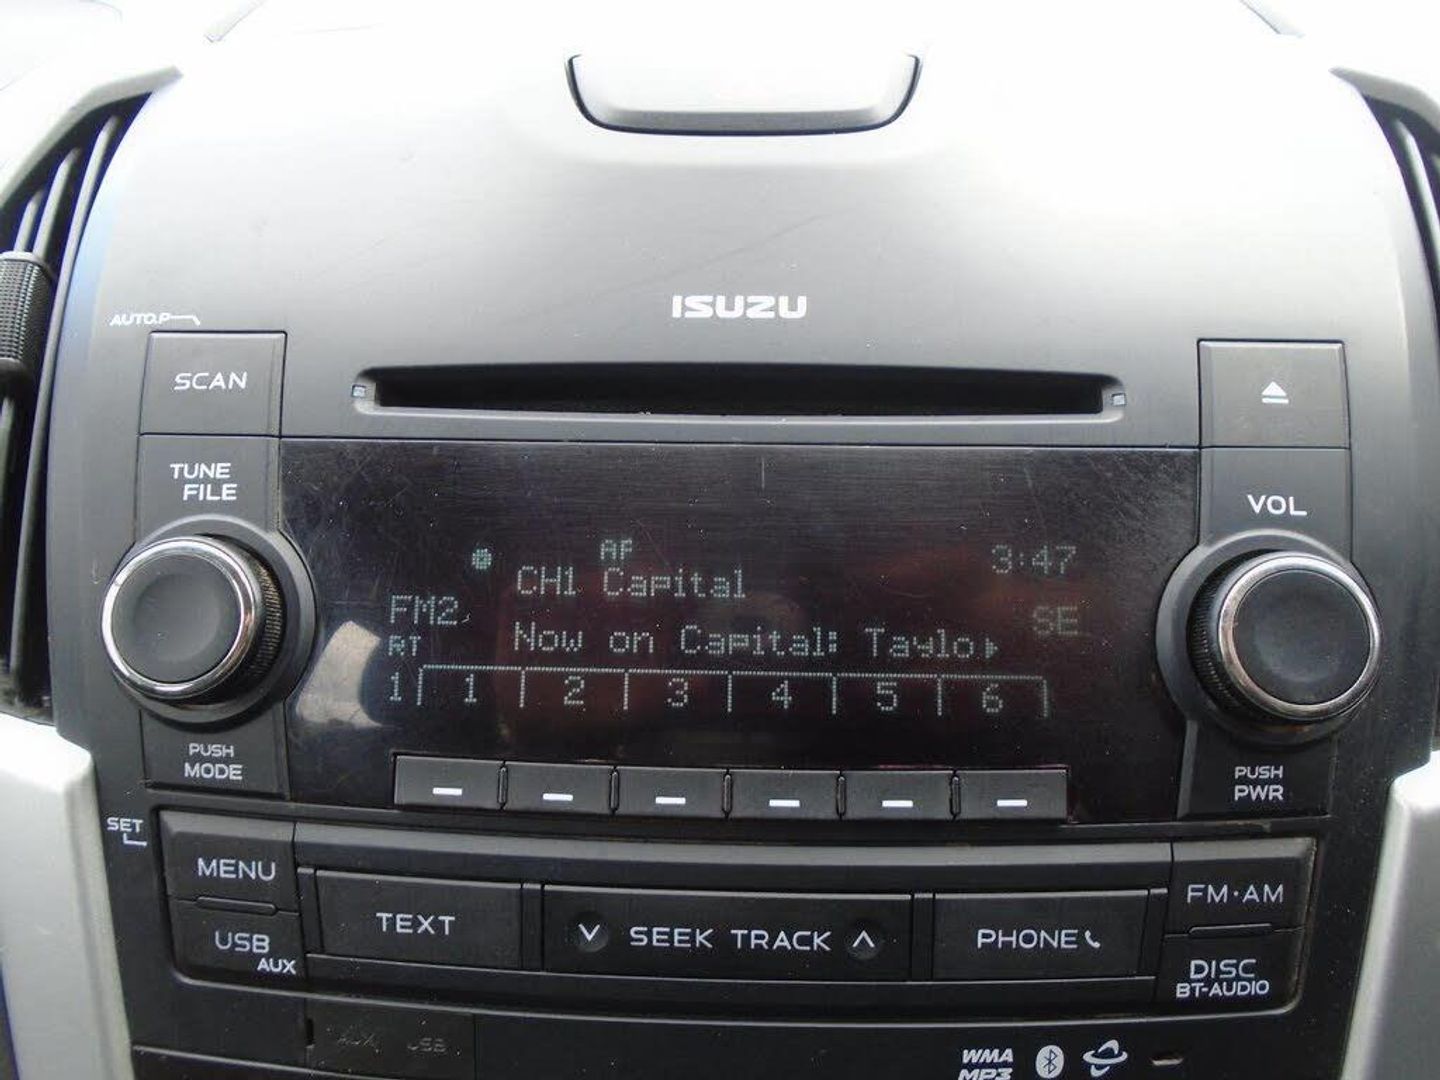 ISUZU
AUTO.P
SCAN
TUNE
FILE
VOL
AF
3:47
CH1 Capital
FM2
SE
RT
Now on Capital: Taylo
1 1 2 3 4 5 6
PUSH
MODE
PUSH
PWR
SET
MENU
FM·AM
TEXT
SEEK TRACK
PHONE
USB
AUX
DISC
BT-AUDIO
AUX USB
WMA
MP3